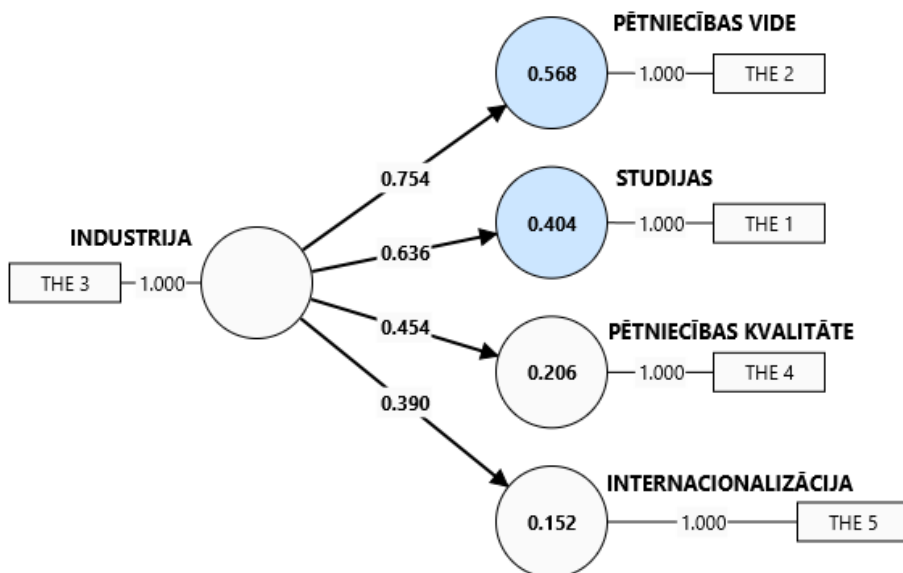 PĒTNIECĪBAS VIDE
0.568
1.000
THE 2
0.754
STUDIJAS
0.404
1.000
THE 1
0.636
INDUSTRIJA
THE 3
1.000
0.454
PĒTNIECĪBAS KVALITĀTE
0.206
1.000
THE 4
0.390
INTERNACIONALIZĀCIJA
0.152
1.000
THE 5